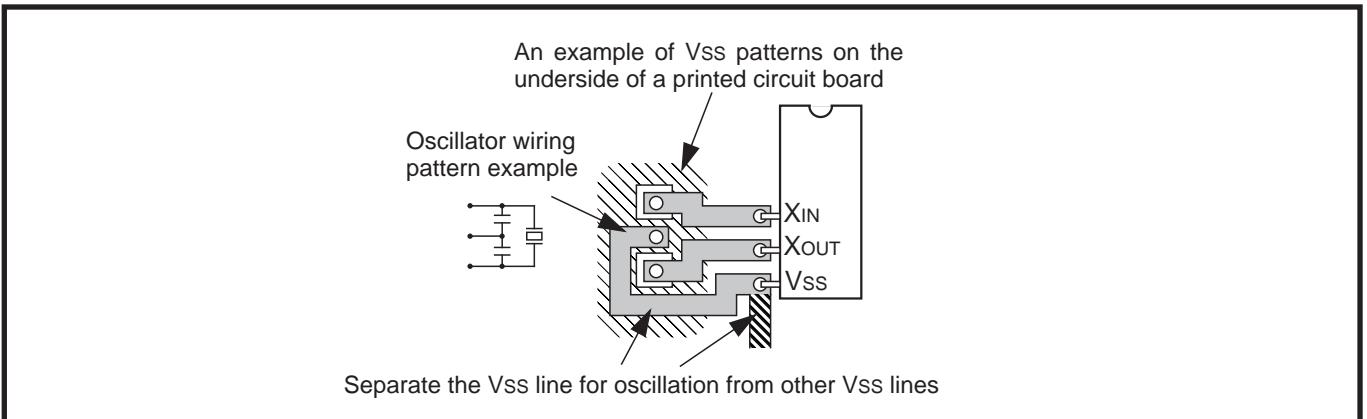 An example of VSS patterns on the
underside of a printed circuit board
Oscillator wiring
pattern example
XIN
XOUT
VSS
Separate the VSS line for oscillation from other VSS lines